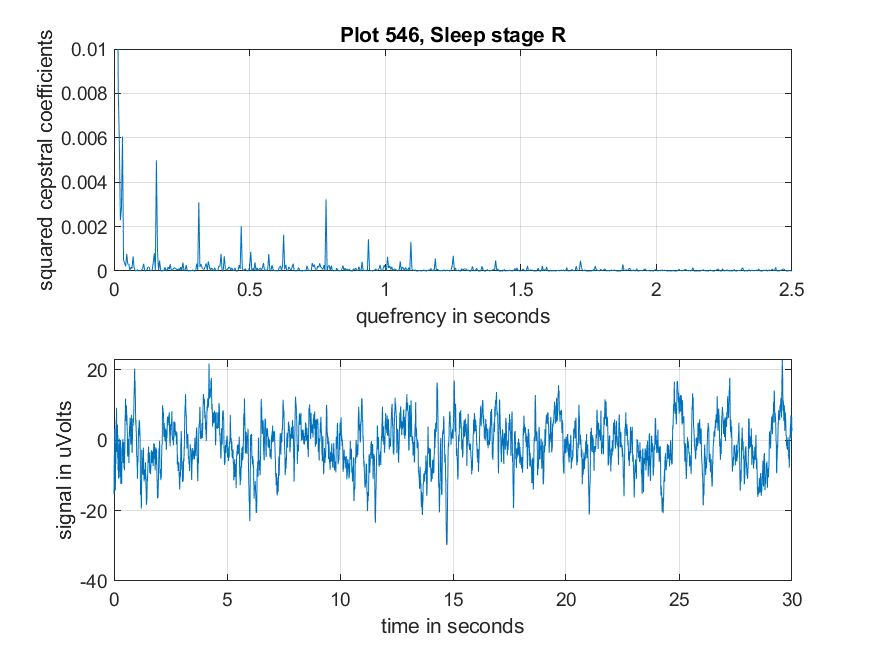 Plot 546, Sleep stage R
squared cepstral coefficients
0.01
0.008
0.006
0.004
0.002
0
0 0.5 1 1.5 2 2.5
quefrency in seconds
signal in uVolts
20
0
-20
-40
0 5 10 15 20 25 30
time in seconds